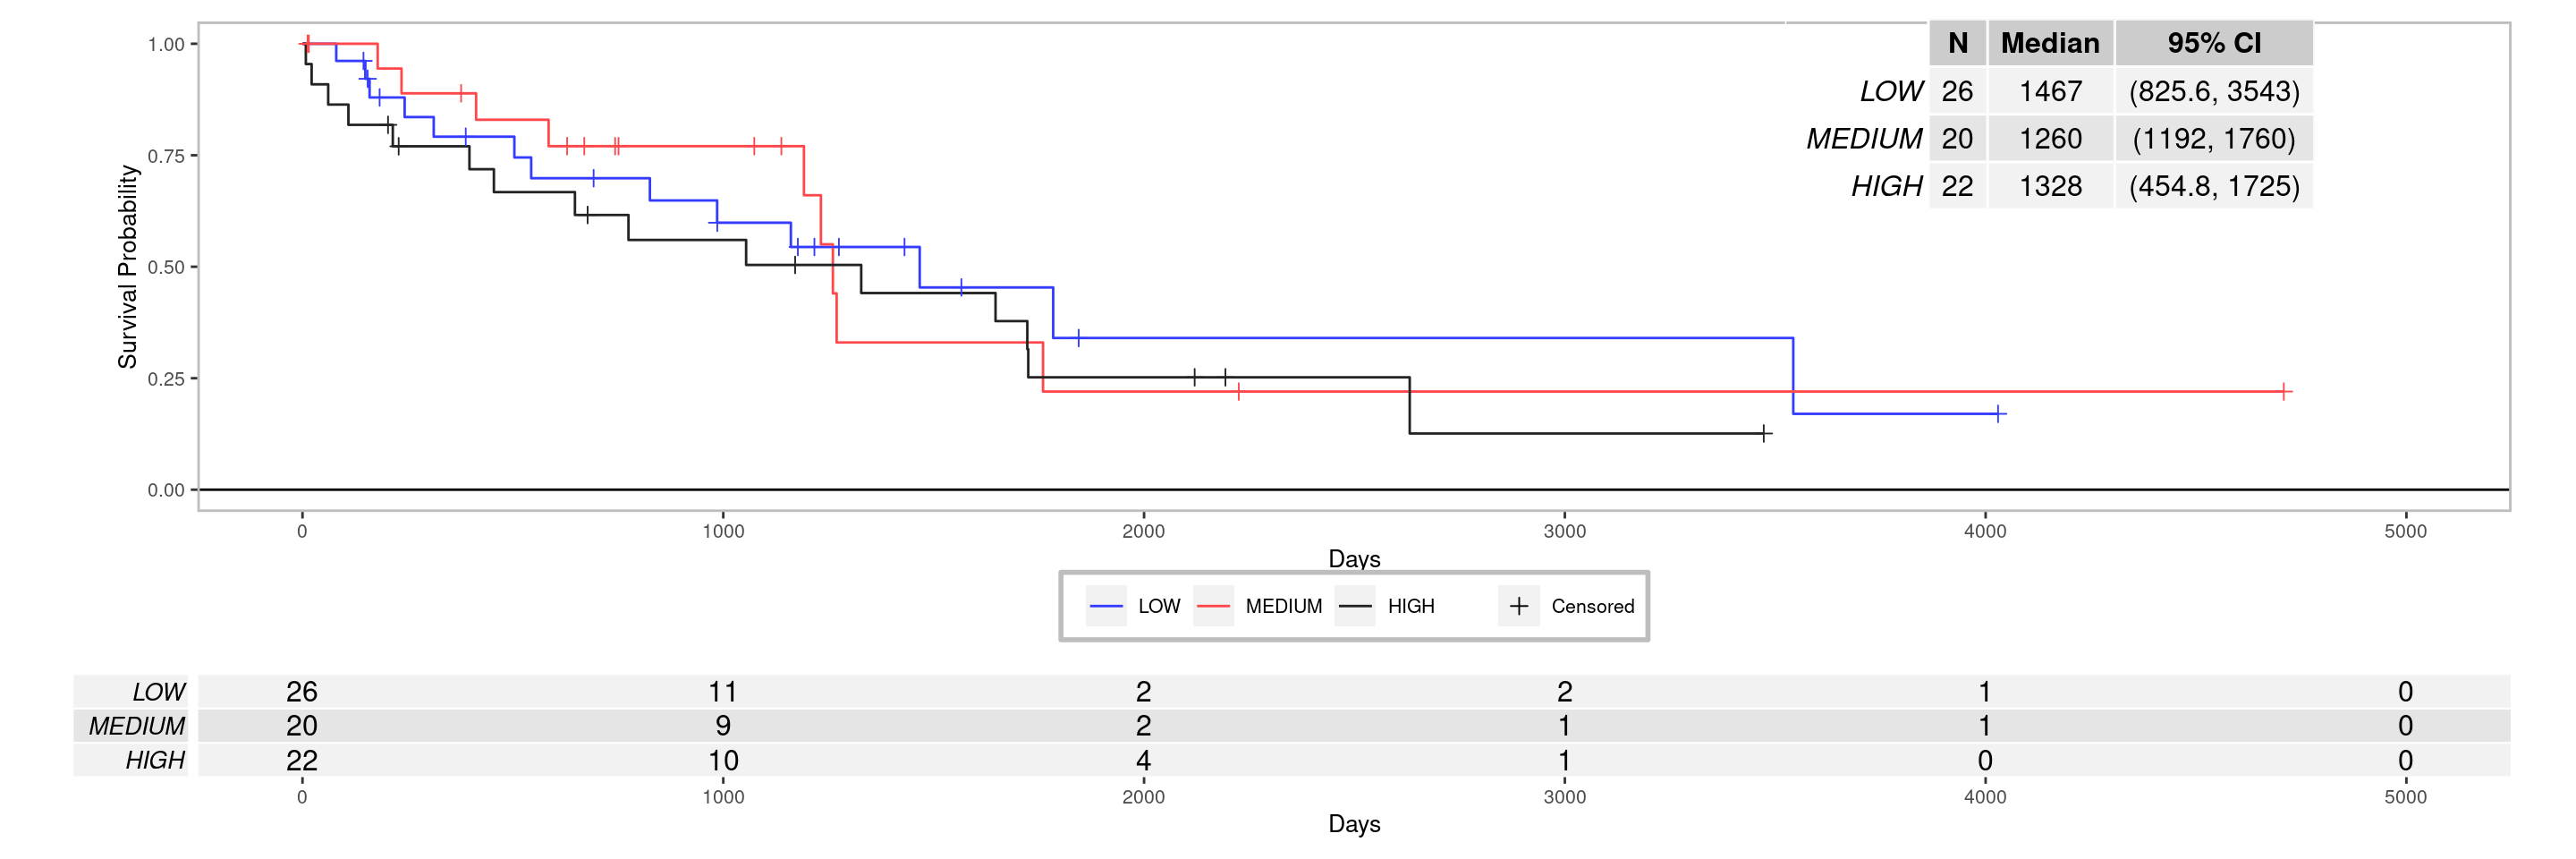 N Median 95% CI
LOW 26 1467 (825.6, 3543)
MEDIUM 20 1260 (1192, 1760)
HIGH 22 1328 (454.8, 1725)
Survival Probability
1.00
0.75
0.50
0.25
0.00
0 1000 2000 3000 4000 5000
Days
LOW MEDIUM HIGH Censored
LOW 26 11 2 2 1 0
MEDIUM 20 9 2 1 1 0
HIGH 22 10 4 1 0 0
0 1000 2000 3000 4000 5000
Days